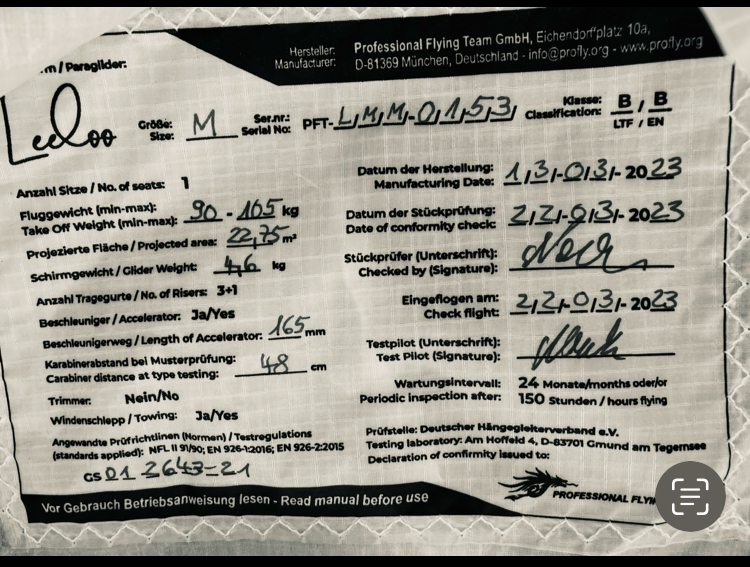 m / Paraglider:
Hersteller: Professional Flying Team GmbH, Eichendorffplatz 10a,
Manufacturer: D-81369 München, Deutschland - info@profly.org - www.profly.org
Leeloo
Größe:
Size: M
Ser.nr.:
Serial No: PFT-LMM-0153
Klasse:
Classification: B / B
LTF / EN
Anzahl Sitze / No. of seats: 1
Fluggewicht (min-max):
Take Off Weight (min-max): 90 - 105 kg
Projezierte Fläche / Projected area: 22,75 m²
Schirmgewicht / Glider Weight: 4,6 kg
Anzahl Tragegurte / No. of Risers: 3+1
Beschleuniger / Accelerator: Ja/Yes
Beschleunigerweg / Length of Accelerator: 165 mm
Karabinerabstand bei Musterprüfung:
Carabiner distance at type testing: 48 cm
Trimmer: Nein/No
Windenschlepp / Towing: Ja/Yes
Angewandte Prüfrichtlinen (Normen) / Testregulations
(standards applied): NFL II 91/90; EN 926-1:2016; EN 926-2:2015
GS 01 2643-21
Datum der Herstellung:
Manufacturing Date: 13-03-2023
Datum der Stückprüfung:
Date of conformity check: 22-03-2023
Stückprüfer (Unterschrift):
Checked by (Signature):
Eingeflogen am:
Check flight: 22-03-2023
Testpilot (Unterschrift):
Test Pilot (Signature):
Wartungsintervall: 24 Monate/months oder/or
Periodic inspection after: 150 Stunden / hours flying
Prüfstelle: Deutscher Hängegleiterverband e.V.
Testing laboratory: Am Hoffeld 4, D-83701 Gmund am Tegernsee
Declaration of confirmity issued to:
PROFESSIONAL FLYIN
Vor Gebrauch Betriebsanweisung lesen - Read manual before use